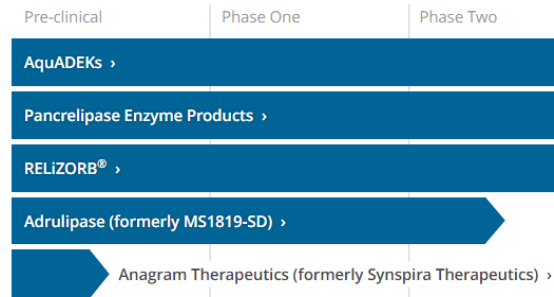 Pre-clinical Phase One Phase Two
AquADEKs ›
Pancrelipase Enzyme Products ›
RELiZORB® ›
Adrulipase (formerly MS1819-SD) ›
Anagram Therapeutics (formerly Synspira Therapeutics) ›